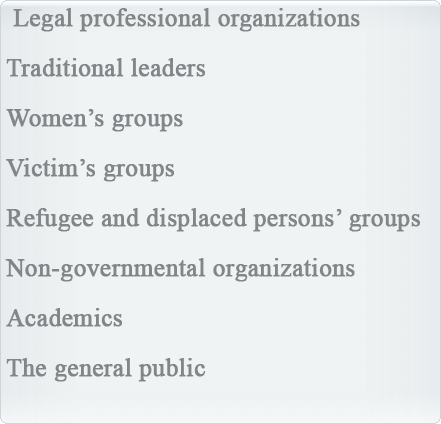 Legal professional organizations
Traditional leaders
Women’s groups
Victim’s groups
Refugee and displaced persons’ groups
Non-governmental organizations
Academics
The general public